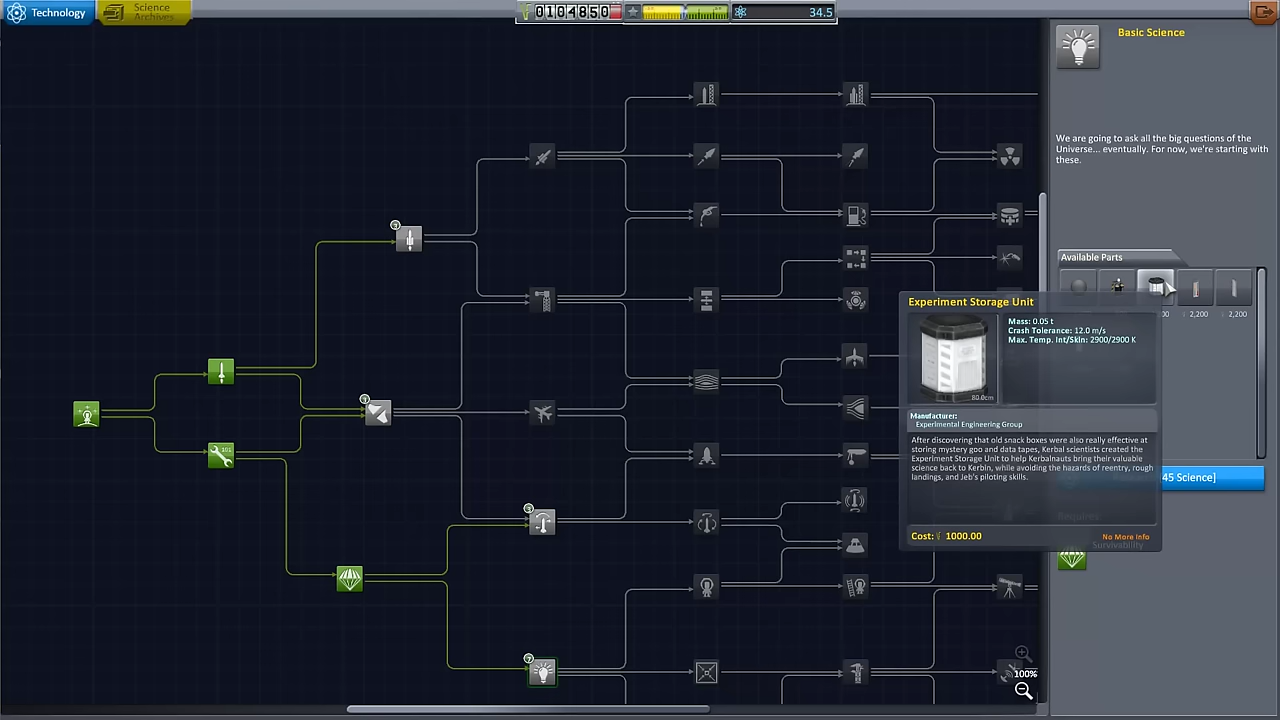 Technology
Science
Archives
0104850
34.5
Basic Science
We are going to ask all the big questions of the
Universe... eventually. For now, we're starting with
these.
Available Parts
00
2,200
2,200
Experiment Storage Unit
Mass: 0.05 t
Crash Tolerance: 12.0 m/s
Max. Temp. Int/Skin: 2900/2900 K
80.0cm
Manufacturer:
Experimental Engineering Group
After discovering that old snack boxes were also really effective at
storing mystery goo and data tapes, Kerbal scientists created the
Experiment Storage Unit to help Kerbalnauts bring their valuable
science back to Kerbin, while avoiding the hazards of reentry, rough
landings, and Jeb's piloting skills.
45 Science]
Requires
Cost: 1000.00
No More Info
Survivability
101
100%